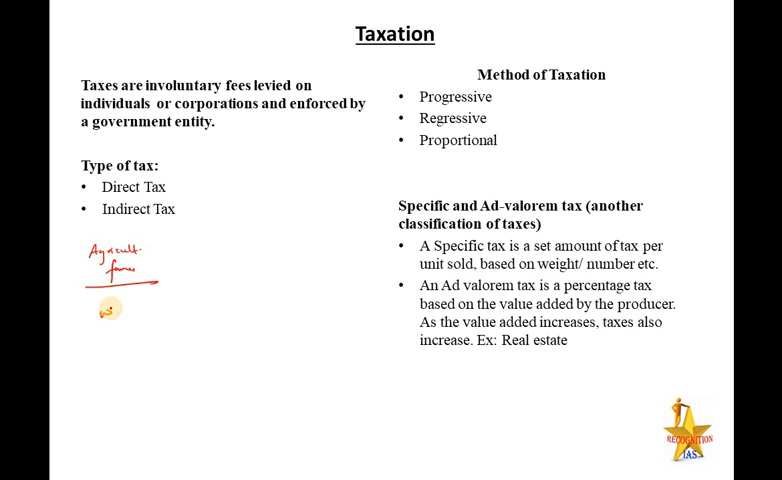 Taxation
Taxes are involuntary fees levied on
individuals or corporations and enforced by
a government entity.
Type of tax:
• Direct Tax
• Indirect Tax
Agricult.
Method of Taxation
• Progressive
• Regressive
• Proportional
Specific and Ad-valorem tax (another
classification of taxes)
• A Specific tax is a set amount of tax per
unit sold, based on weight/ number etc.
• An Ad valorem tax is a percentage tax
based on the value added by the producer.
As the value added increases, taxes also
increase. Ex: Real estate
RECOGNITION
IAS